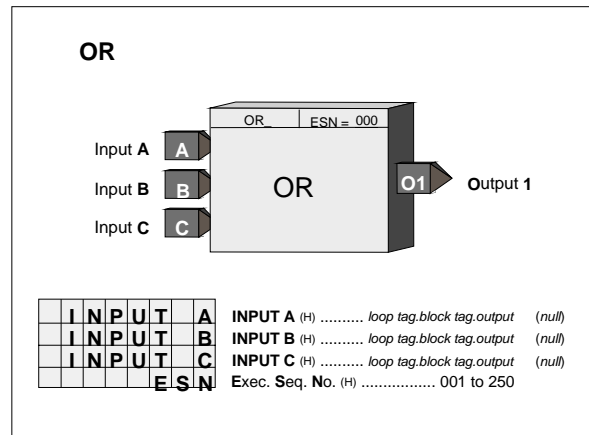 OR
OR_ ESN = 000
Input A A
Input B B
Input C C
OR
O1 Output 1
INPUT A INPUT A (H) .......... loop tag.block tag.output (null)
INPUT B INPUT B (H) .......... loop tag.block tag.output (null)
INPUT C INPUT C (H) .......... loop tag.block tag.output (null)
ESN Exec. Seq. No. (H) ................. 001 to 250